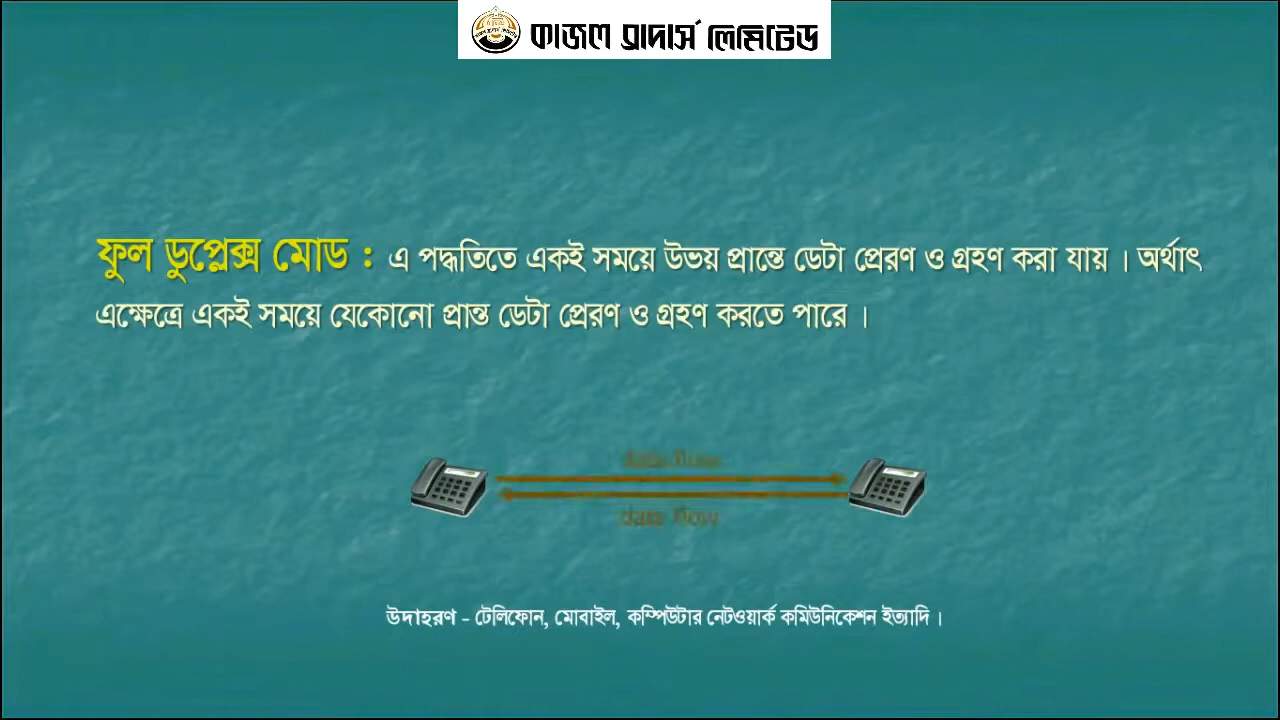 কাজল ব্রাদার্স লিমিটেড
ফুল ডুপ্লেক্স মোড : এ পদ্ধতিতে একই সময়ে উভয় প্রান্তে ডেটা প্রেরণ ও গ্রহণ করা যায় । অর্থাৎ
এক্ষেত্রে একই সময়ে যেকোনো প্রান্ত ডেটা প্রেরণ ও গ্রহণ করতে পারে ।
data flow
data flow
উদাহরণ - টেলিফোন, মোবাইল, কম্পিউটার নেটওয়ার্ক কমিউনিকেশন ইত্যাদি ।